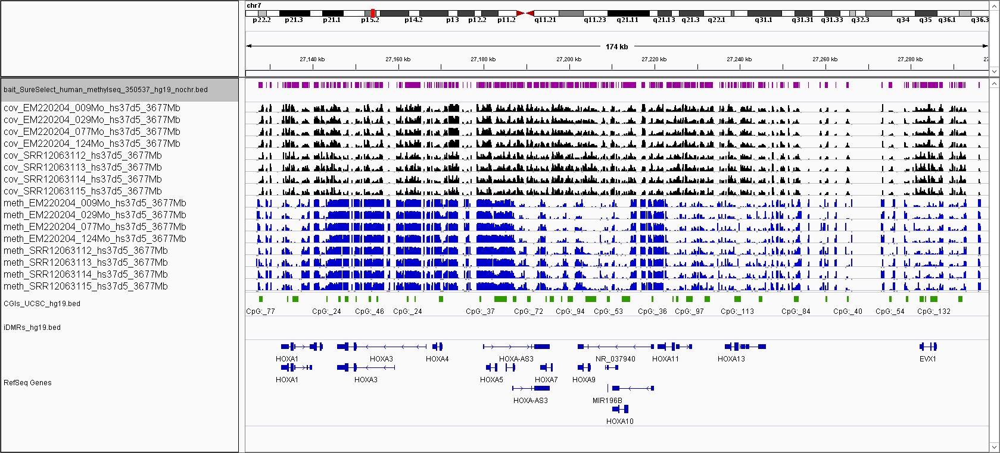 chr7
p22.2 p21.3 p21.1 p15.2 p14.2 p13 p12.2 p11.2 q11.21 q11.23 q21.11 q21.13 q21.3 q22.1 q31.1 q31.31 q31.33 q32.3 q34 q35 q36.1 q36.3
174 kb
27,140 kb 27,160 kb 27,180 kb 27,200 kb 27,220 kb 27,240 kb 27,260 kb 27,280 kb 27
bait_SureSelect_human_methylseq_350537_hg19_nochr.bed
cov_EM220204_009Mo_hs37d5_3677Mb
cov_EM220204_029Mo_hs37d5_3677Mb
cov_EM220204_077Mo_hs37d5_3677Mb
cov_EM220204_124Mo_hs37d5_3677Mb
cov_SRR12063112_hs37d5_3677Mb
cov_SRR12063113_hs37d5_3677Mb
cov_SRR12063114_hs37d5_3677Mb
cov_SRR12063115_hs37d5_3677Mb
meth_EM220204_009Mo_hs37d5_3677Mb
meth_EM220204_029Mo_hs37d5_3677Mb
meth_EM220204_077Mo_hs37d5_3677Mb
meth_EM220204_124Mo_hs37d5_3677Mb
meth_SRR12063112_hs37d5_3677Mb
meth_SRR12063113_hs37d5_3677Mb
meth_SRR12063114_hs37d5_3677Mb
meth_SRR12063115_hs37d5_3677Mb
CGIs_UCSC_hg19.bed
CpG:_77 CpG:_24 CpG:_46 CpG:_24 CpG:_37 CpG:_72 CpG:_94 CpG:_53 CpG:_36 CpG:_97 CpG:_113 CpG:_84 CpG:_40 CpG:_54 CpG:_132
iDMRs_hg19.bed
HOXA1 HOXA3 HOXA4 HOXA-AS3 NR_037940 HOXA11 HOXA13 EVX1
HOXA1 HOXA3 HOXA5 HOXA7 HOXA9
RefSeq Genes
HOXA-AS3 MIR196B
HOXA10